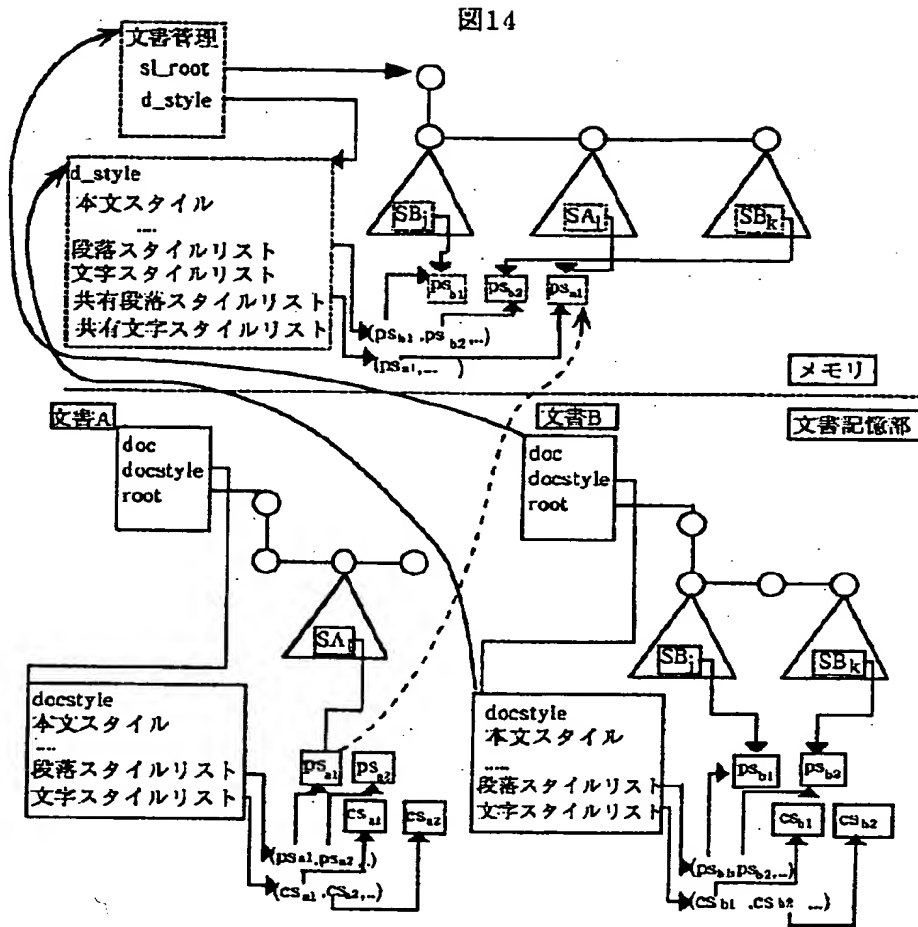 図14
文書管理
sl_root
d_style
d_style
本文スタイル
....
段落スタイルリスト
文字スタイルリスト
共有段落スタイルリスト
共有文字スタイルリスト
SBj
SAi
SBk
psb1
psb2
psa1
(psb1,psb2,...)
(psa1,...)
メモリ
文書A
文書B
文書記憶部
doc
docstyle
root
doc
docstyle
root
SAi
SBj
SBk
docstyle
本文スタイル
....
段落スタイルリスト
文字スタイルリスト
psa1
psa2
csa1
csa2
(psa1,psa2,..)
(csa1,csa2,..)
docstyle
本文スタイル
.....
段落スタイルリスト
文字スタイルリスト
psb1
psb2
csb1
csb2
(psb1,psb2,...)
(csb1,csb2 ...)